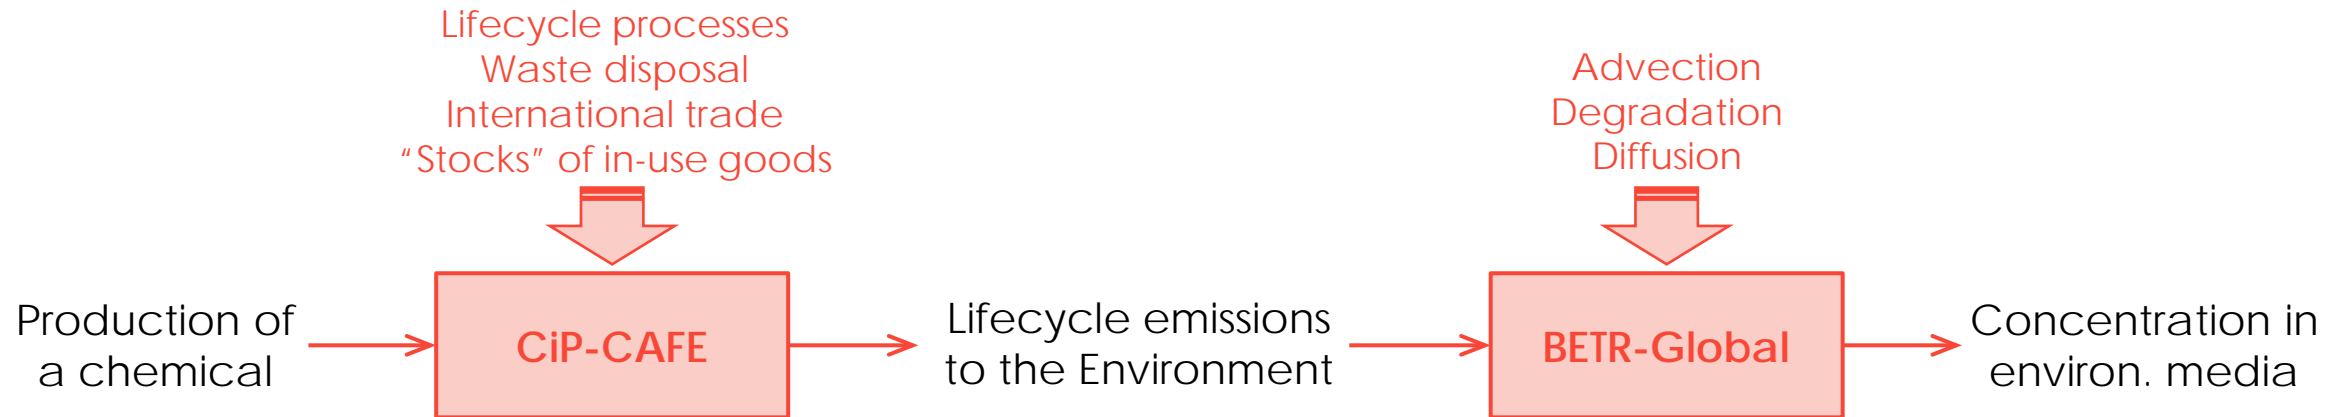 Lifecycle processes
Waste disposal
International trade
“Stocks” of in-use goods
Advection
Degradation
Diffusion
Production of
a chemical
CiP-CAFE
Lifecycle emissions
to the Environment
BETR-Global
Concentration in
environ. media